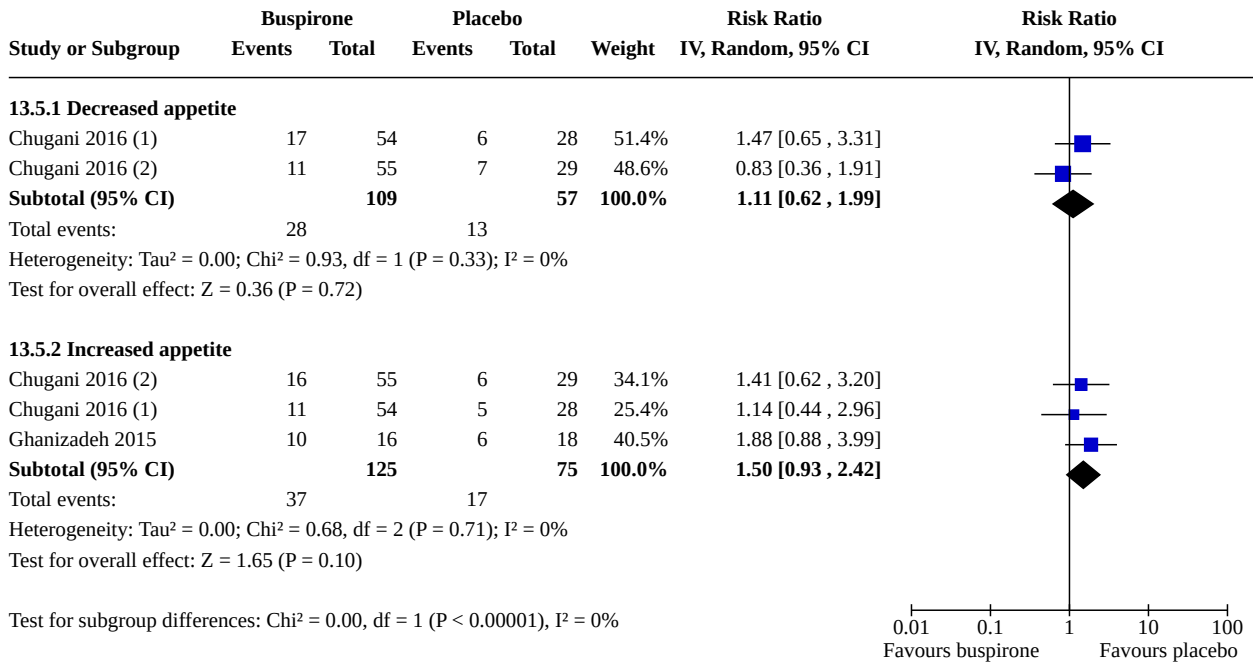 Buspirone Placebo Risk Ratio Risk Ratio
Study or Subgroup Events Total Events Total Weight IV, Random, 95% CI IV, Random, 95% CI
13.5.1 Decreased appetite
Chugani 2016 (1) 17 54 6 28 51.4% 1.47 [0.65 , 3.31]
Chugani 2016 (2) 11 55 7 29 48.6% 0.83 [0.36 , 1.91]
Subtotal (95% CI) 109 57 100.0% 1.11 [0.62 , 1.99]
Total events: 28 13
Heterogeneity: Tau² = 0.00; Chi² = 0.93, df = 1 (P = 0.33); I² = 0%
Test for overall effect: Z = 0.36 (P = 0.72)
13.5.2 Increased appetite
Chugani 2016 (2) 16 55 6 29 34.1% 1.41 [0.62 , 3.20]
Chugani 2016 (1) 11 54 5 28 25.4% 1.14 [0.44 , 2.96]
Ghanizadeh 2015 10 16 6 18 40.5% 1.88 [0.88 , 3.99]
Subtotal (95% CI) 125 75 100.0% 1.50 [0.93 , 2.42]
Total events: 37 17
Heterogeneity: Tau² = 0.00; Chi² = 0.68, df = 2 (P = 0.71); I² = 0%
Test for overall effect: Z = 1.65 (P = 0.10)
Test for subgroup differences: Chi² = 0.00, df = 1 (P < 0.00001), I² = 0%
0.01 0.1 1 10 100
Favours buspirone Favours placebo